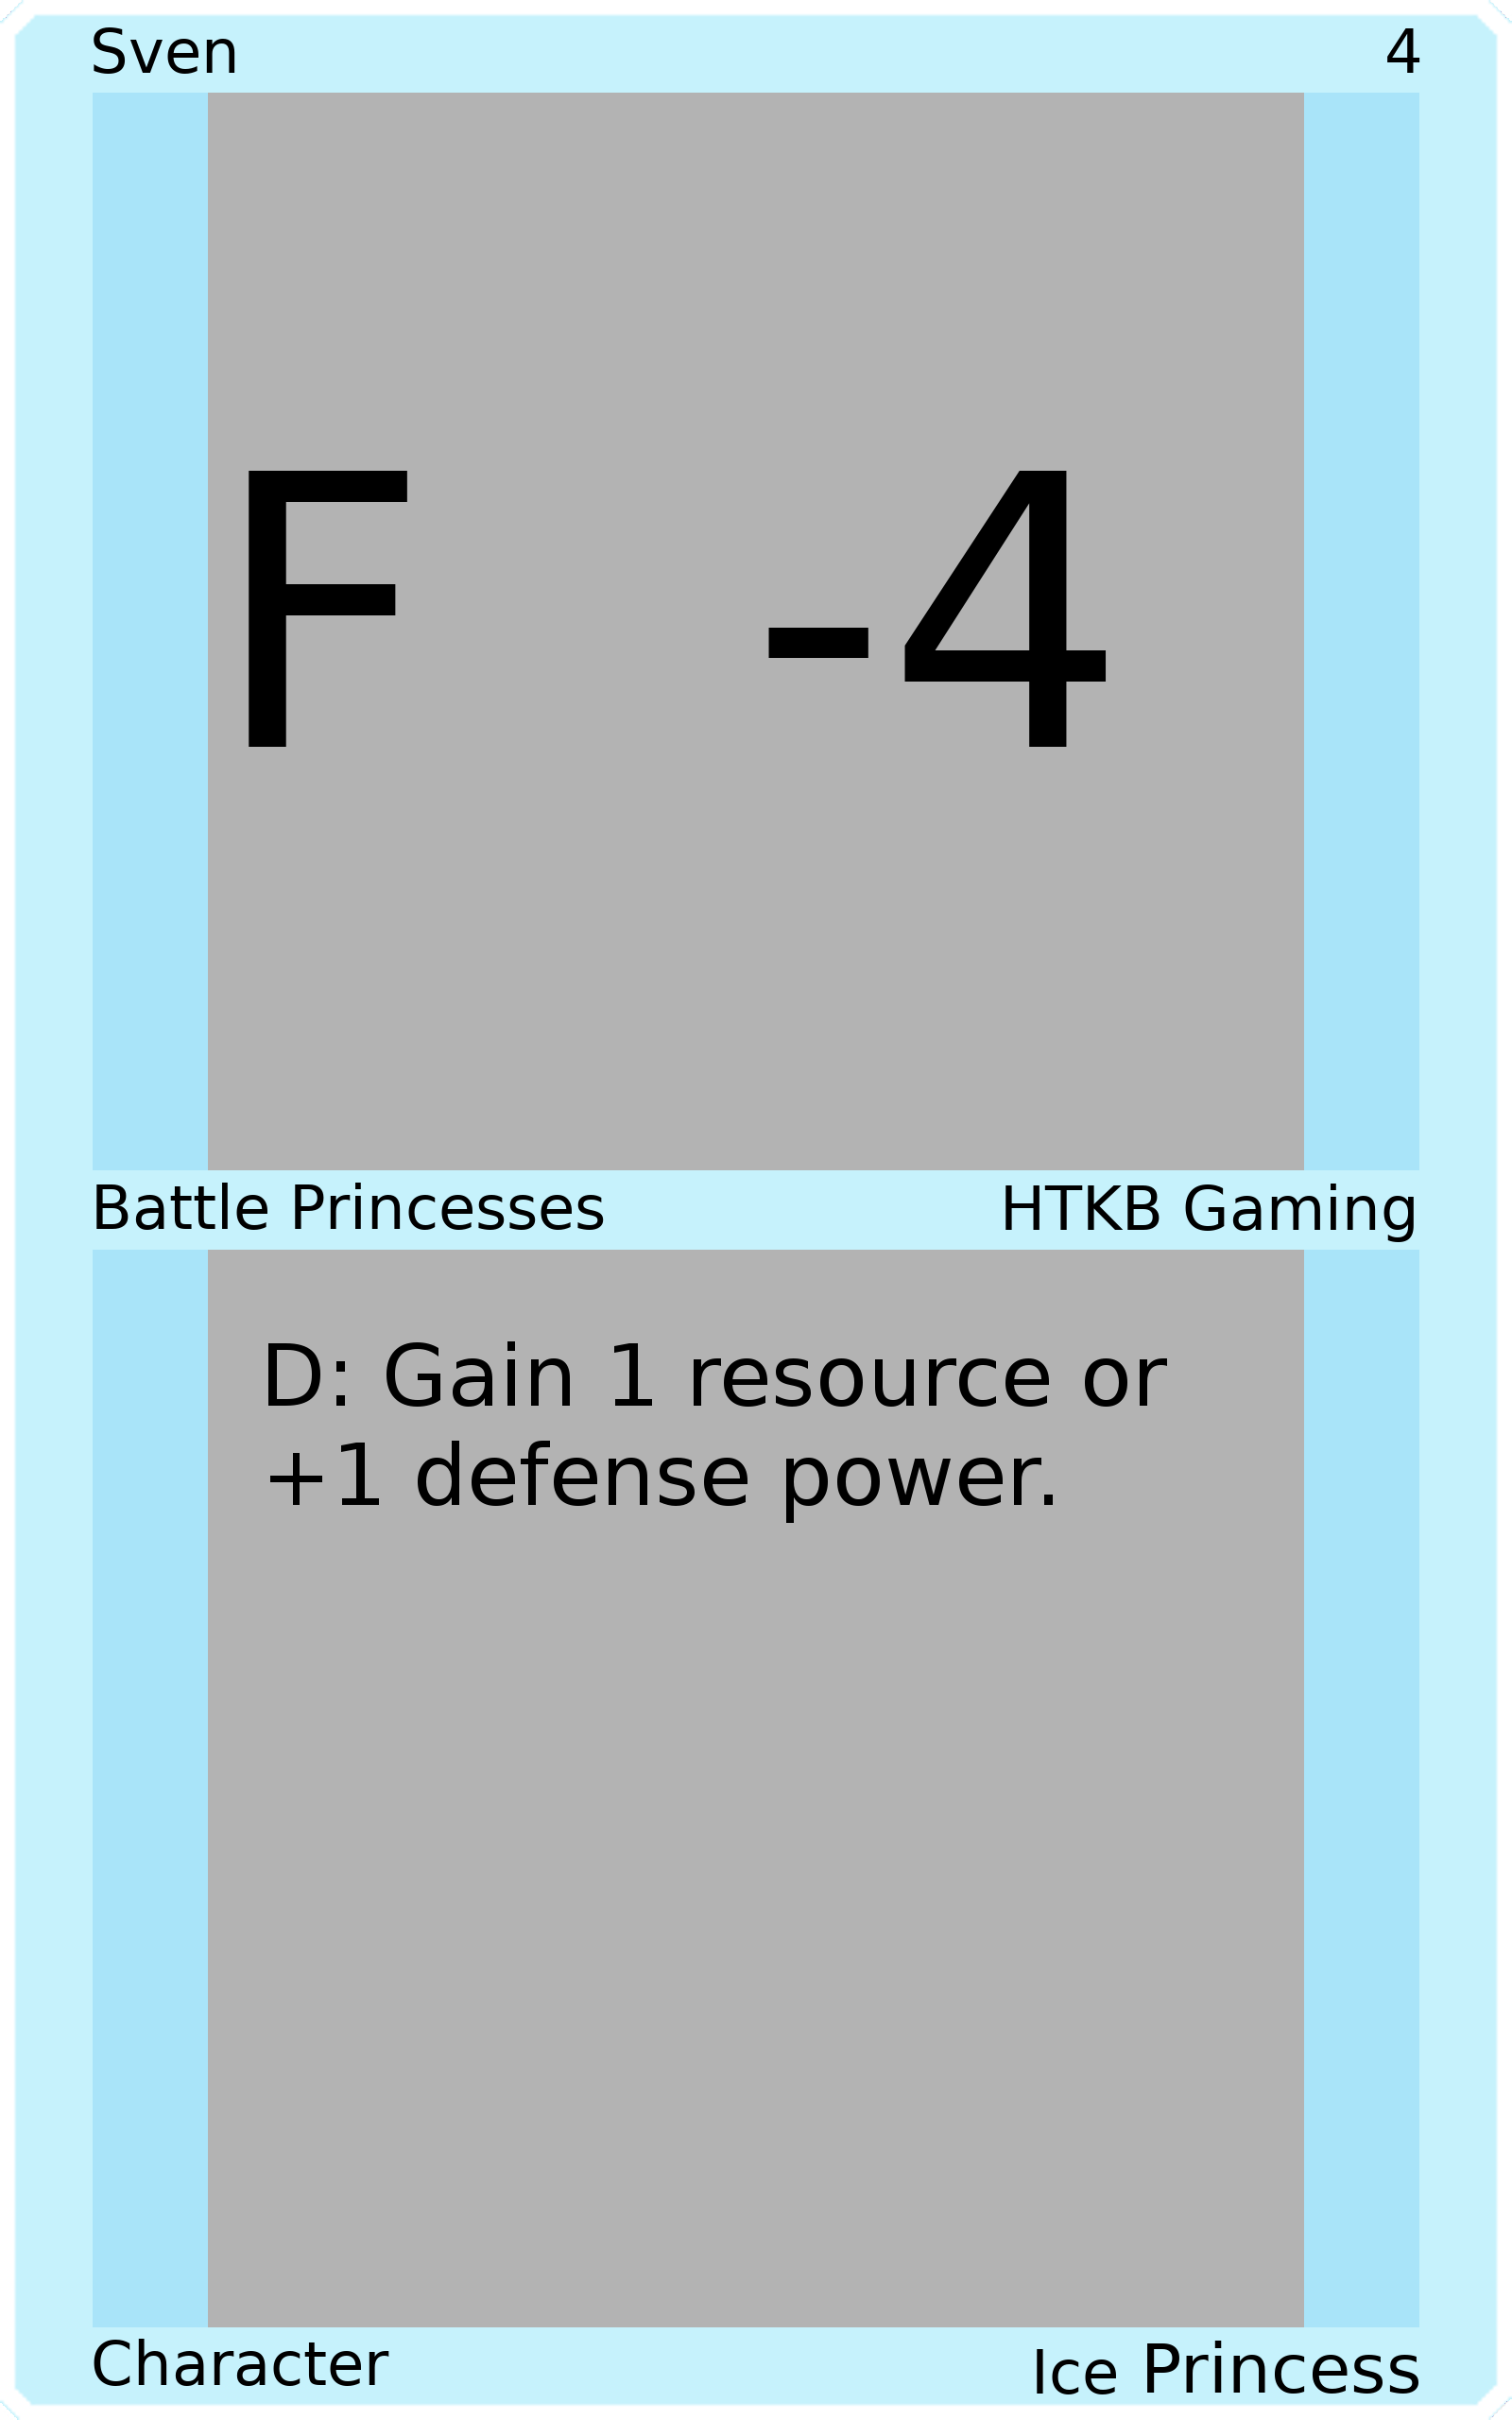 Sven 4
F -4
Battle Princesses HTKB Gaming
D: Gain 1 resource or
+1 defense power.
Character Ice Princess